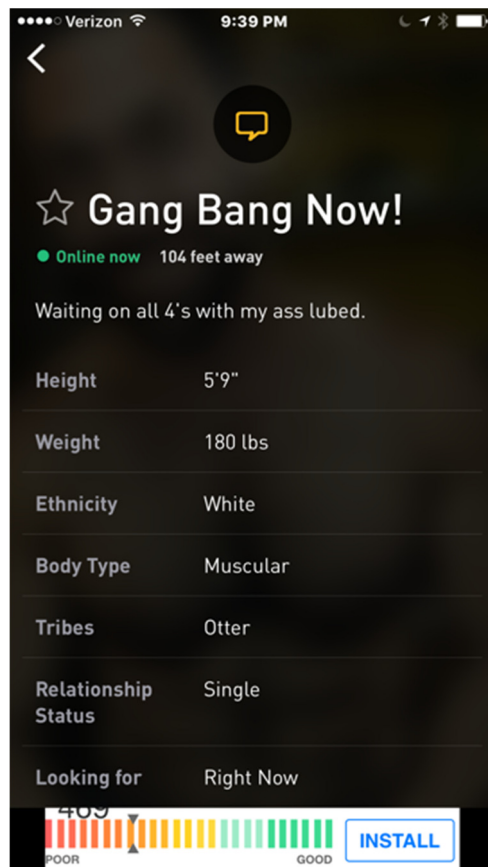 Verizon 9:39 PM
Gang Bang Now!
Online now 104 feet away
Waiting on all 4's with my ass lubed.
Height 5'9"
Weight 180 lbs
Ethnicity White
Body Type Muscular
Tribes Otter
Relationship Status Single
Looking for Right Now
469
POOR GOOD INSTALL